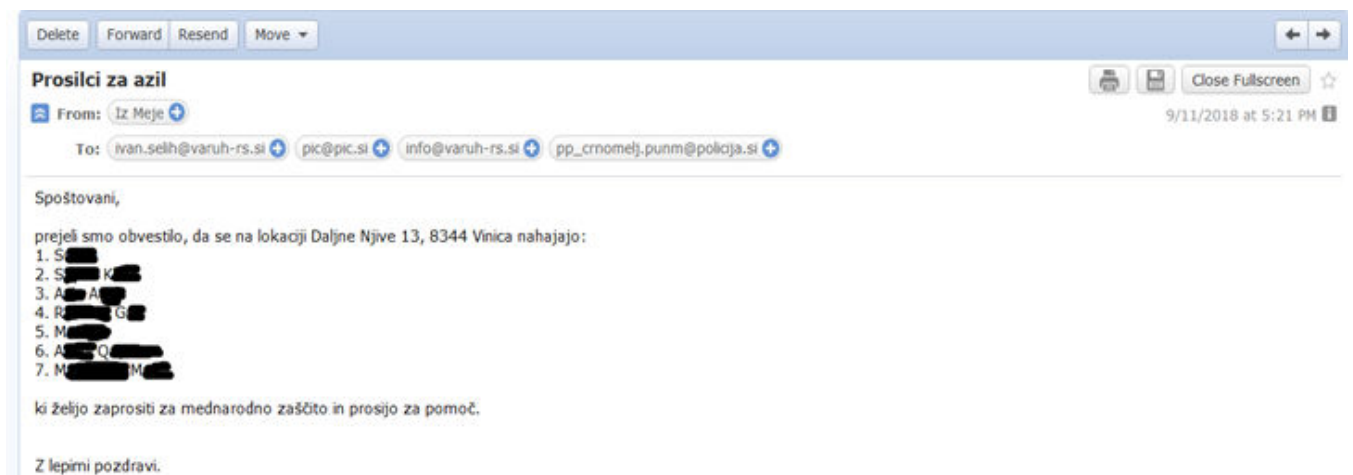 Delete Forward Resend Move
Prosilci za azil Close Fullscreen
From: Iz Meje 9/11/2018 at 5:21 PM
To: ivan.selih@varuh-rs.si pic@pic.si info@varuh-rs.si pp_crnomelj.punm@policija.si
Spoštovani,
prejeli smo obvestilo, da se na lokaciji Daljne Njive 13, 8344 Vinica nahajajo:
1. S
2. S K
3. A A
4. R G
5. M
6. A Q
7. M M
ki želijo zaprositi za mednarodno zaščito in prosijo za pomoč.
Z lepimi pozdravi.